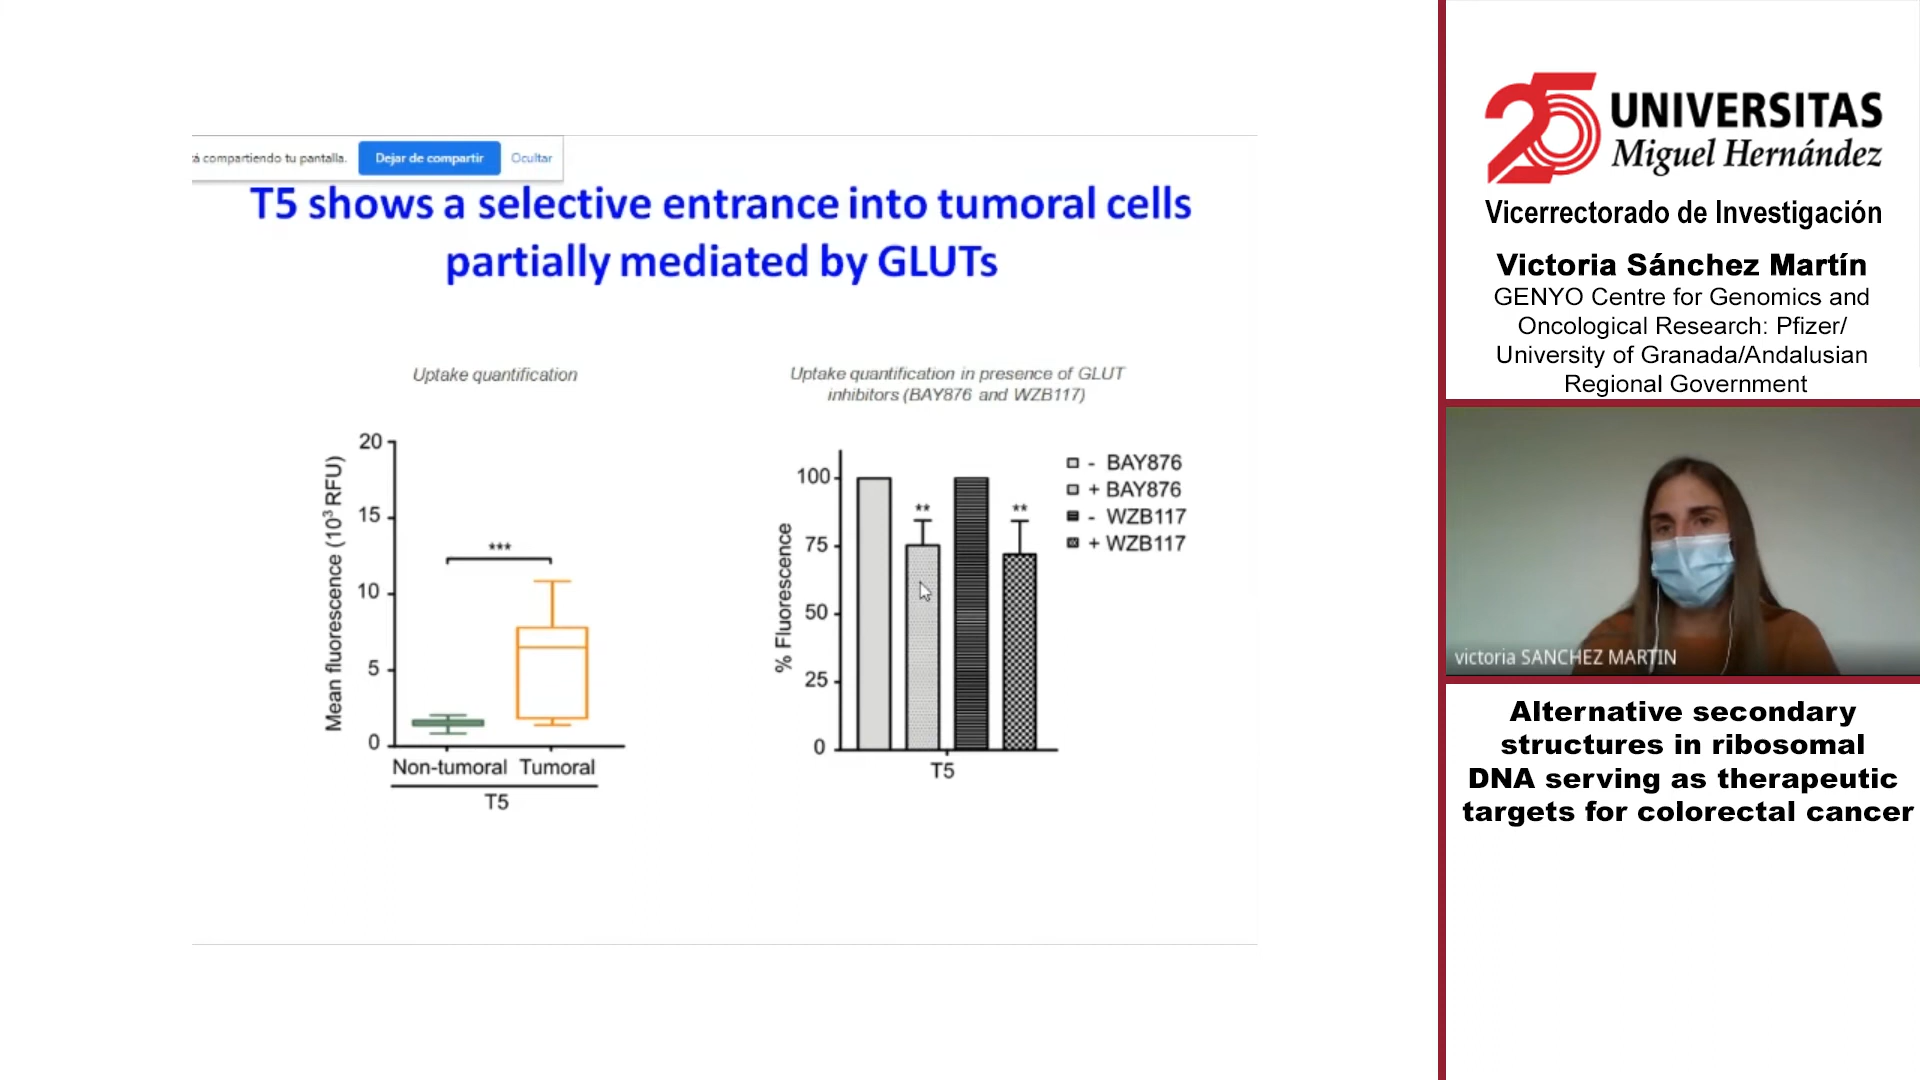 á compartiendo tu pantalla. Dejar de compartir Ocultar
T5 shows a selective entrance into tumoral cells
partially mediated by GLUTs
Uptake quantification
20
15
10
5
0
Mean fluorescence (10³ RFU)
***
Non-tumoral Tumoral
T5
Uptake quantification in presence of GLUT
inhibitors (BAY876 and WZB117)
100
75
50
25
0
% Fluorescence
**
**
T5
- BAY876
+ BAY876
- WZB117
+ WZB117
25 UNIVERSITAS
Miguel Hernández
Vicerrectorado de Investigación
Victoria Sánchez Martín
GENYO Centre for Genomics and
Oncological Research: Pfizer/
University of Granada/Andalusian
Regional Government
victoria SANCHEZ MARTIN
Alternative secondary
structures in ribosomal
DNA serving as therapeutic
targets for colorectal cancer